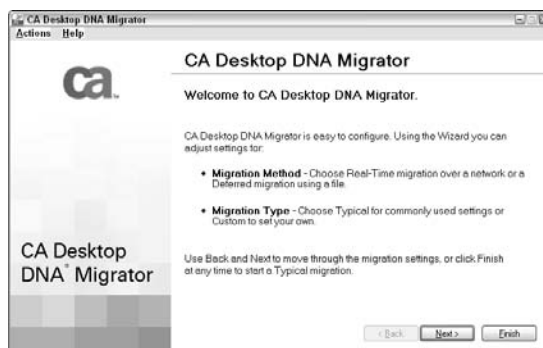 CA Desktop DNA Migrator
Actions Help
ca
CA Desktop DNA Migrator
Welcome to CA Desktop DNA Migrator.
CA Desktop DNA Migrator is easy to configure. Using the Wizard you can
adjust settings for:
• Migration Method - Choose Real-Time migration over a network or a
Deferred migration using a file.
• Migration Type - Choose Typical for commonly used settings or
Custom to set your own.
Use Back and Next to move through the migration settings, or click Finish
at any time to start a Typical migration.
CA Desktop
DNA Migrator
< Back Next > Finish